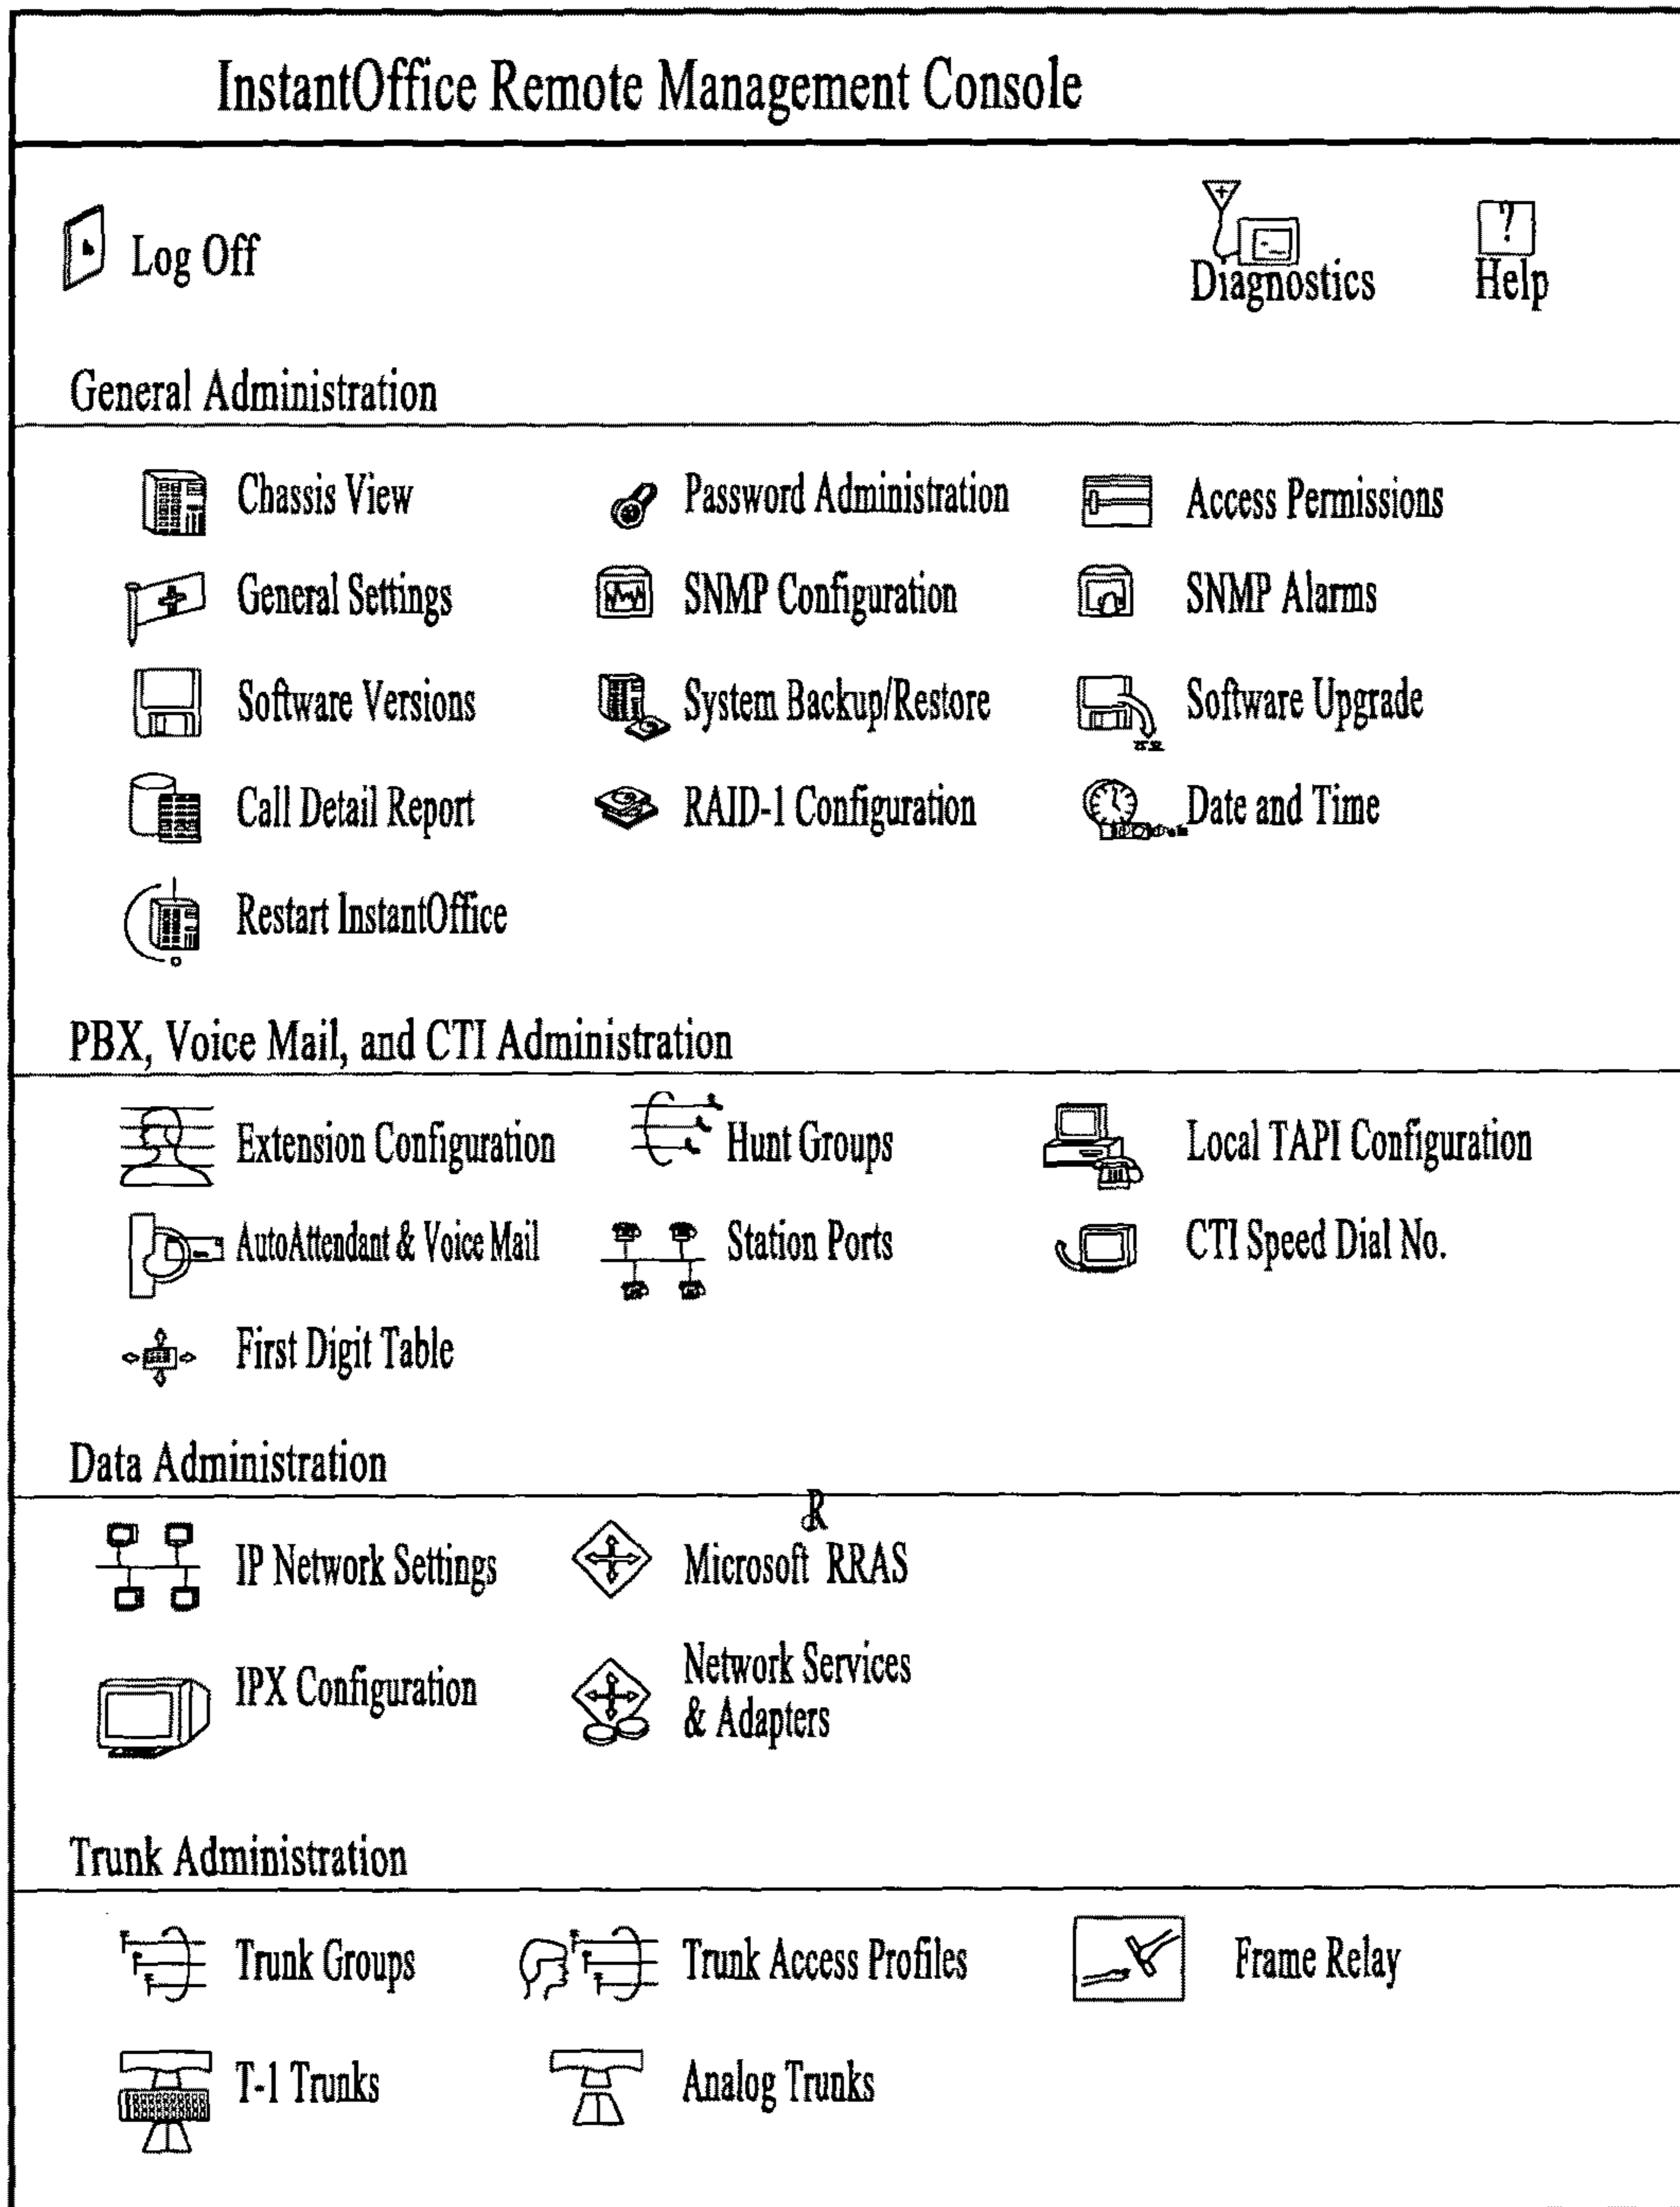 InstantOffice Remote Management Console
Log Off
Diagnostics
Help
General Administration
Chassis View
Password Administration
Access Permissions
General Settings
SNMP Configuration
SNMP Alarms
Software Versions
System Backup/Restore
Software Upgrade
Call Detail Report
RAID-1 Configuration
Date and Time
Restart InstantOffice
PBX, Voice Mail, and CTI Administration
Extension Configuration
Hunt Groups
Local TAPI Configuration
AutoAttendant & Voice Mail
Station Ports
CTI Speed Dial No.
First Digit Table
Data Administration
R
IP Network Settings
Microsoft RRAS
IPX Configuration
Network Services
& Adapters
Trunk Administration
Trunk Groups
Trunk Access Profiles
Frame Relay
T-1 Trunks
Analog Trunks